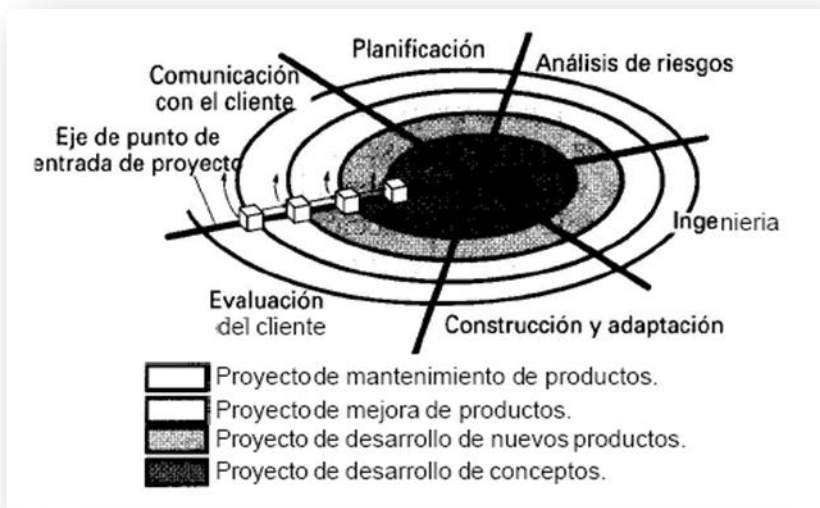 Planificación
Análisis de riesgos
Comunicación
con el cliente
Eje de punto de
entrada de proyecto
Ingenieria
Evaluación
del cliente
Construcción y adaptación
Proyecto de mantenimiento de productos.
Proyecto de mejora de productos.
Proyecto de desarrollo de nuevos productos.
Proyecto de desarrollo de conceptos.